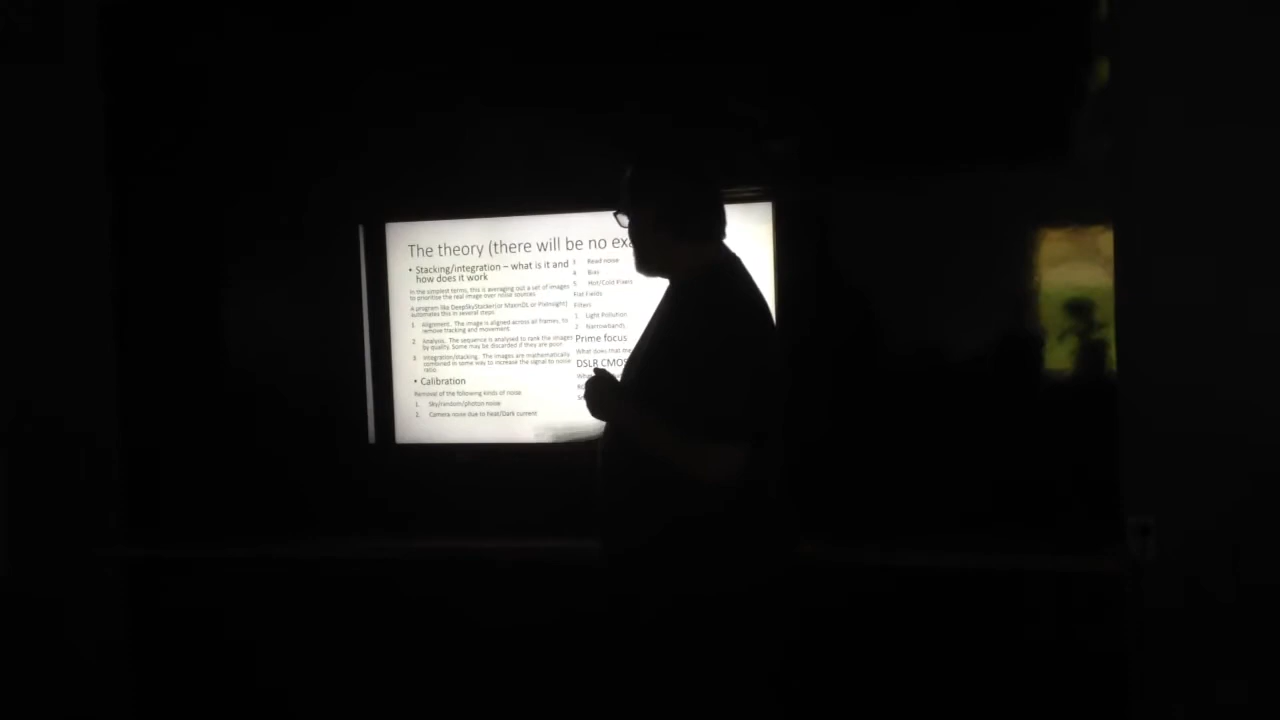 The theory (there will be no exa
• Stacking/integration – what is it and
how does it work
In the simplest terms, this is averaging out a set of images
to prioritise the real image over noise sources.
A program like DeepSkyStacker(or MaximDL or PixInsight)
automates this in several steps
1 Alignment. The image is aligned across all frames, to
remove tracking and movement
2 Analysis. The sequence is analysed to rank the images
by quality. Some may be discarded if they are poor
3 Integration/stacking. The images are mathematically
combined in some way to increase the signal to noise
ratio.
• Calibration
Removal of the following kinds of noise
1. Sky/random/photon noise
2. Camera noise due to heat/Dark current
3 Read noise
4 Bias
5 Hot/Cold Pixels
Flat Fields
Filters
1 Light Pollution
2 Narrowband,
Prime focus
What does that me
DSLR CMOS